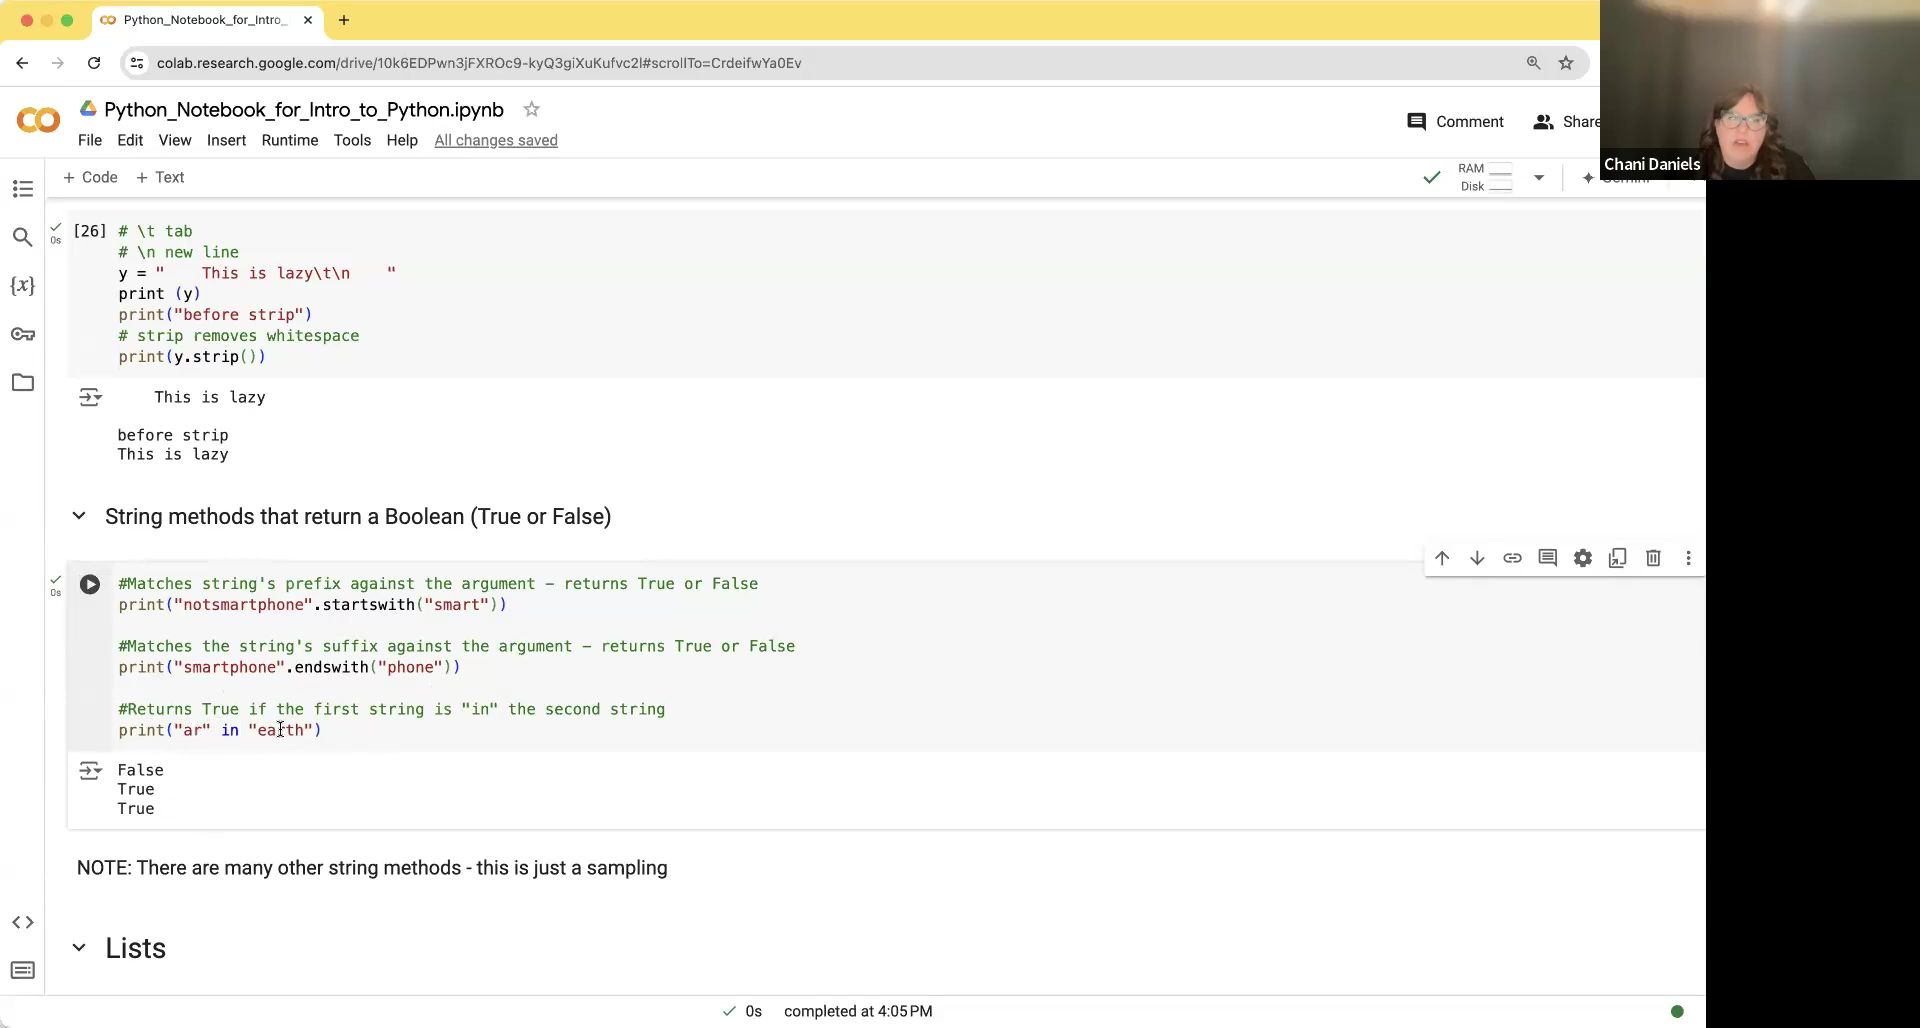 Python_Notebook_for_Intro_
colab.research.google.com/drive/10k6EDPwn3jFXROc9-kyQ3giXuKufvc2l#scrollTo=CrdeifwYa0Ev
Python_Notebook_for_Intro_to_Python.ipynb
File Edit View Insert Runtime Tools Help All changes saved
Comment
Share
Chani Daniels
+ Code + Text
RAM
Disk
Gemini
[26] # \t tab
0s
# \n new line
y = "    This is lazy\t\n    "
print (y)
print("before strip")
# strip removes whitespace
print(y.strip())
    This is lazy
before strip
This is lazy
String methods that return a Boolean (True or False)
#Matches string's prefix against the argument – returns True or False
0s
print("notsmartphone".startswith("smart"))
#Matches the string's suffix against the argument – returns True or False
print("smartphone".endswith("phone"))
#Returns True if the first string is "in" the second string
print("ar" in "earth")
False
True
True
NOTE: There are many other string methods - this is just a sampling
Lists
0s completed at 4:05 PM